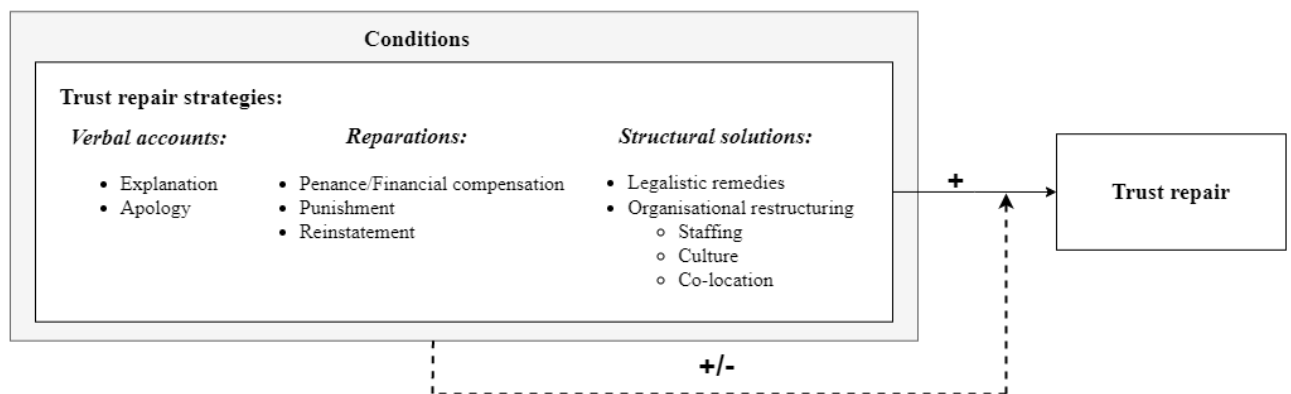 Conditions
Trust repair strategies:
Verbal accounts:
Explanation
Apology
Reparations:
Penance/Financial compensation
Punishment
Reinstatement
Structural solutions:
Legalistic remedies
Organisational restructuring
Staffing
Culture
Co-location
+
Trust repair
+/-